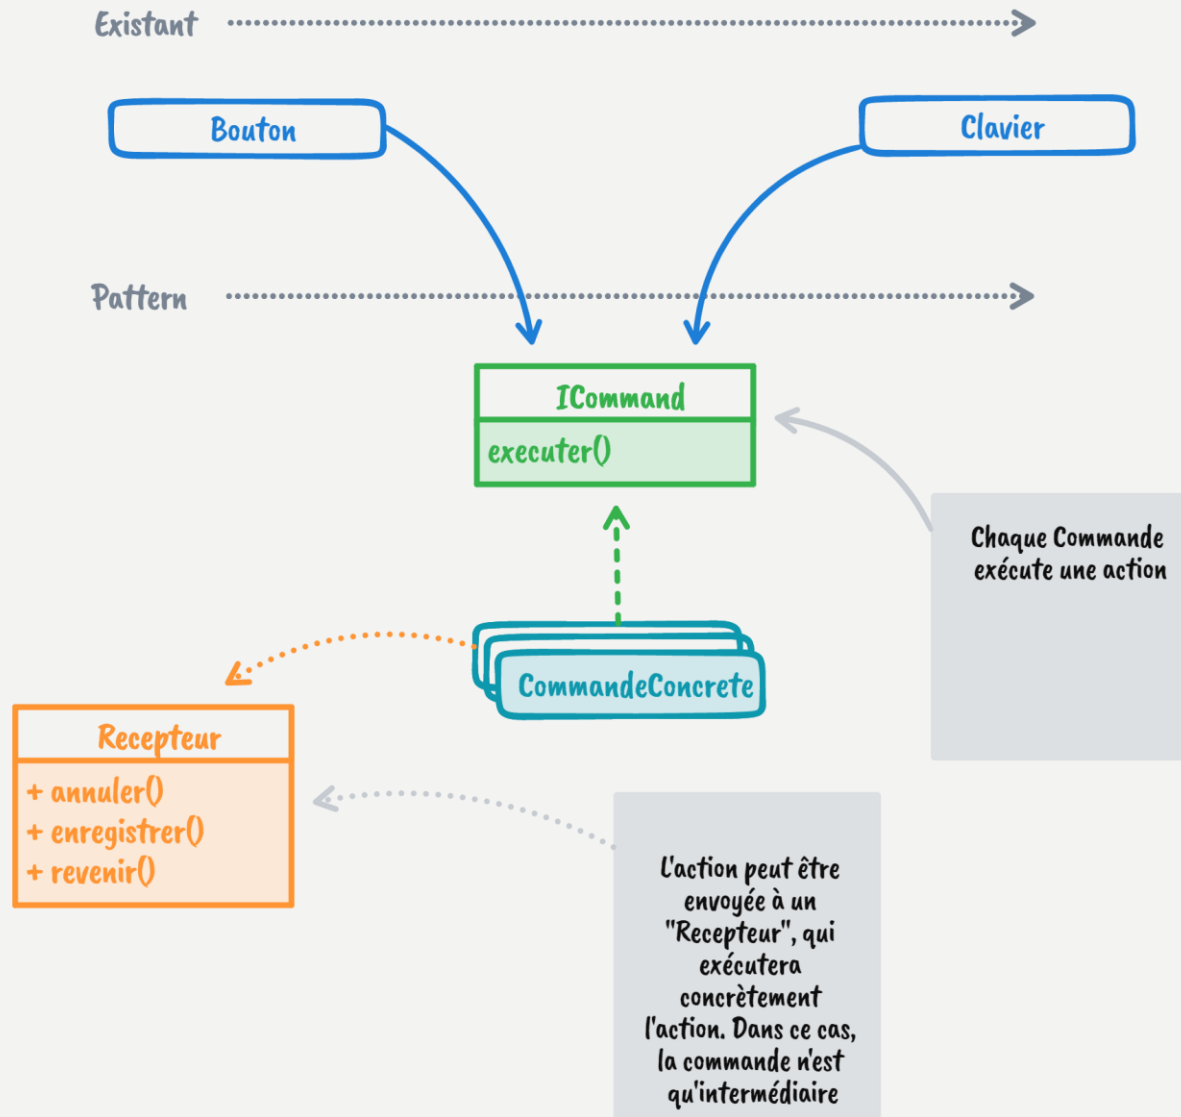 Existant
Bouton
Clavier
Pattern
ICommand
executer()
Chaque Commande
exécute une action
CommandeConcrete
Recepteur
+ annuler()
+ enregistrer()
+ revenir()
L'action peut être
envoyée à un
"Recepteur", qui
exécutera
concrètement
l'action. Dans ce cas,
la commande n'est
qu'intermédiaire